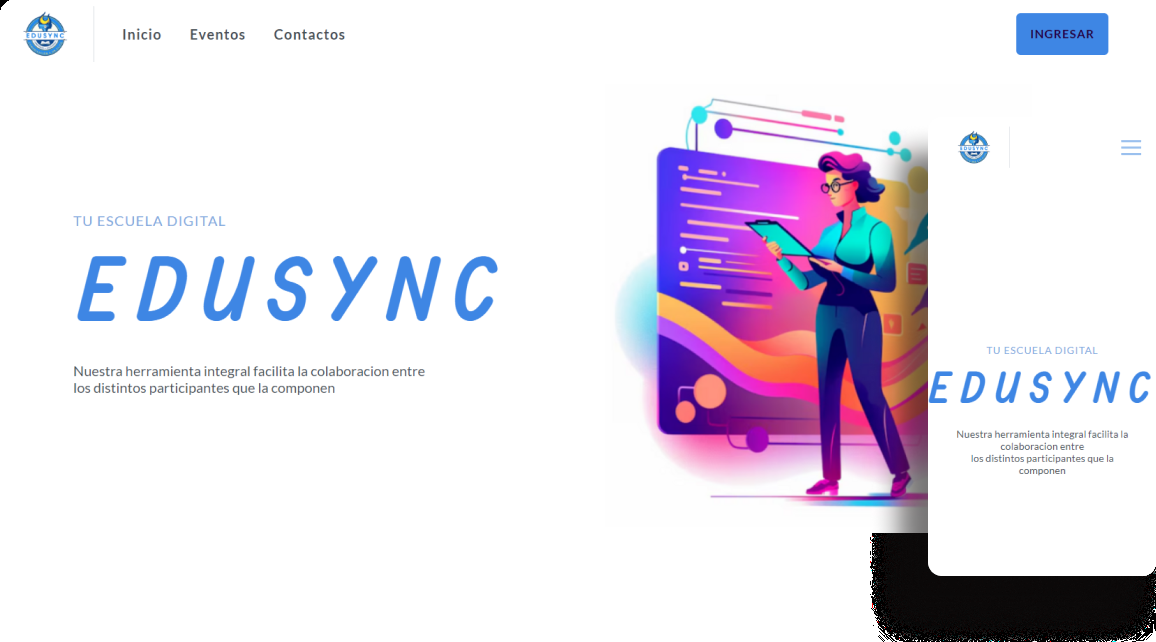 EDUSYNC
Inicio
Eventos
Contactos
INGRESAR
TU ESCUELA DIGITAL
EDUSYNC
Nuestra herramienta integral facilita la colaboracion entre
los distintos participantes que la componen
EDUSYNC
TU ESCUELA DIGITAL
EDUSYNC
Nuestra herramienta integral facilita la
colaboracion entre
los distintos participantes que la
componen